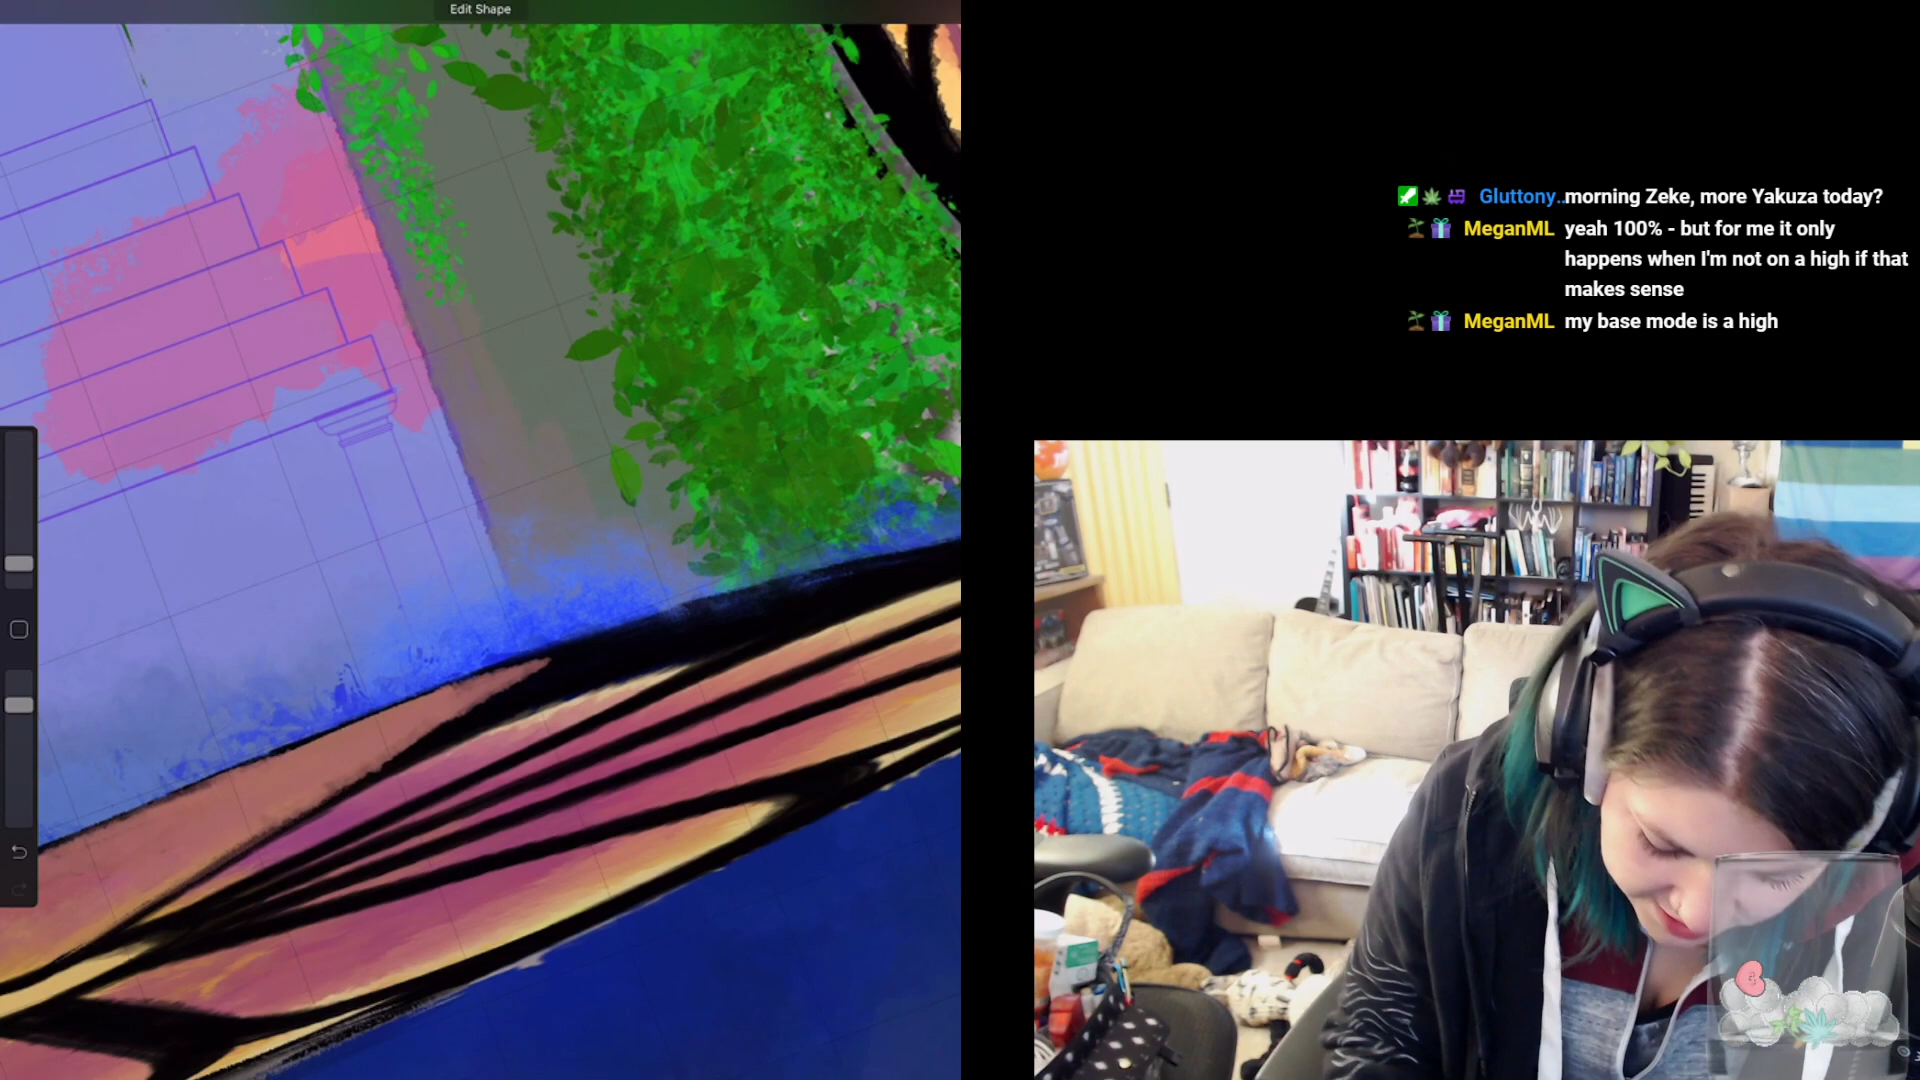 Edit Shape
Gluttony..morning Zeke, more Yakuza today?
MeganML yeah 100% - but for me it only
happens when I'm not on a high if that
makes sense
MeganML my base mode is a high